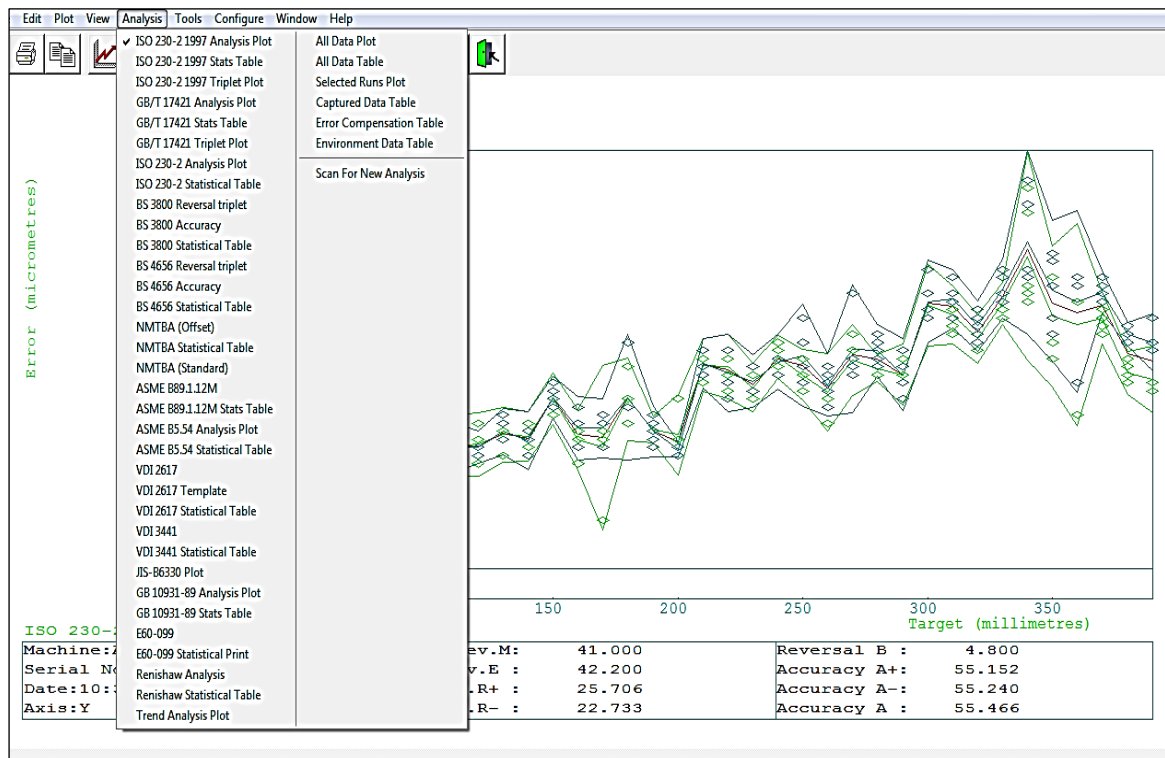 Edit Plot View Analysis Tools Configure Window Help
✓ ISO 230-2 1997 Analysis Plot
ISO 230-2 1997 Stats Table
ISO 230-2 1997 Triplet Plot
GB/T 17421 Analysis Plot
GB/T 17421 Stats Table
GB/T 17421 Triplet Plot
ISO 230-2 Analysis Plot
ISO 230-2 Statistical Table
BS 3800 Reversal triplet
BS 3800 Accuracy
BS 3800 Statistical Table
BS 4656 Reversal triplet
BS 4656 Accuracy
BS 4656 Statistical Table
NMTBA (Offset)
NMTBA Statistical Table
NMTBA (Standard)
ASME B89.1.12M
ASME B89.1.12M Stats Table
ASME B5.54 Analysis Plot
ASME B5.54 Statistical Table
VDI 2617
VDI 2617 Template
VDI 2617 Statistical Table
VDI 3441
VDI 3441 Statistical Table
JIS-B6330 Plot
GB 10931-89 Analysis Plot
GB 10931-89 Stats Table
E60-099
E60-099 Statistical Print
Renishaw Analysis
Renishaw Statistical Table
Trend Analysis Plot
All Data Plot
All Data Table
Selected Runs Plot
Captured Data Table
Error Compensation Table
Environment Data Table
Scan For New Analysis
Error (micrometres)
150 200 250 300 350
Target (millimetres)
ISO 230-
Machine: ev.M: 41.000 Reversal B : 4.800
Serial N v.E : 42.200 Accuracy A+: 55.152
Date:10: .R+ : 25.706 Accuracy A-: 55.240
Axis:Y .R- : 22.733 Accuracy A : 55.466